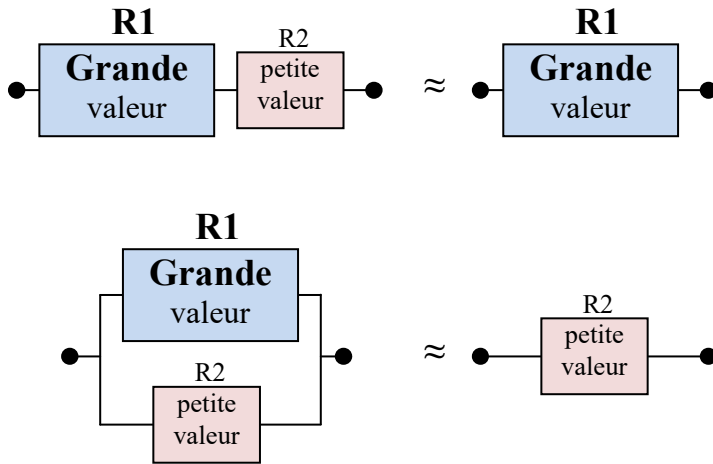 R1
Grande
valeur
R2
petite
valeur
≈
R1
Grande
valeur
R1
Grande
valeur
R2
petite
valeur
≈
R2
petite
valeur